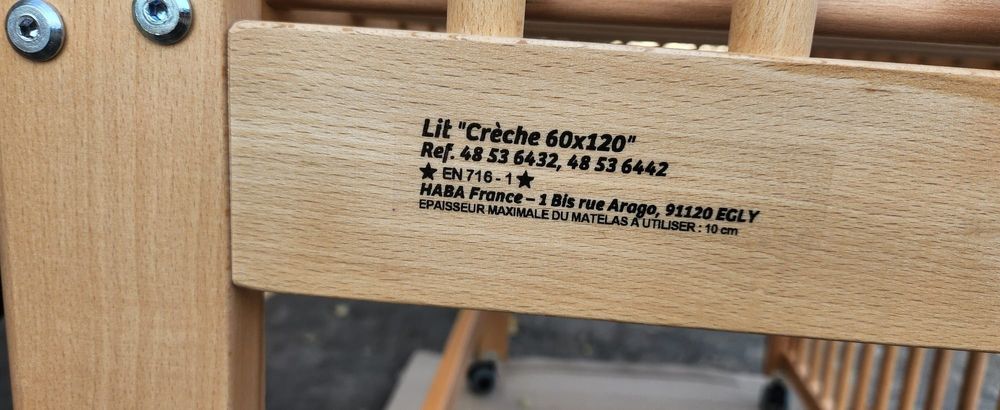 Lit "Crèche 60x120"
Ref. 48 53 6432, 48 53 6442
★ EN 716 - 1 ★
HABA France – 1 Bis rue Arago, 91120 EGLY
EPAISSEUR MAXIMALE DU MATELAS A UTILISER : 10 cm